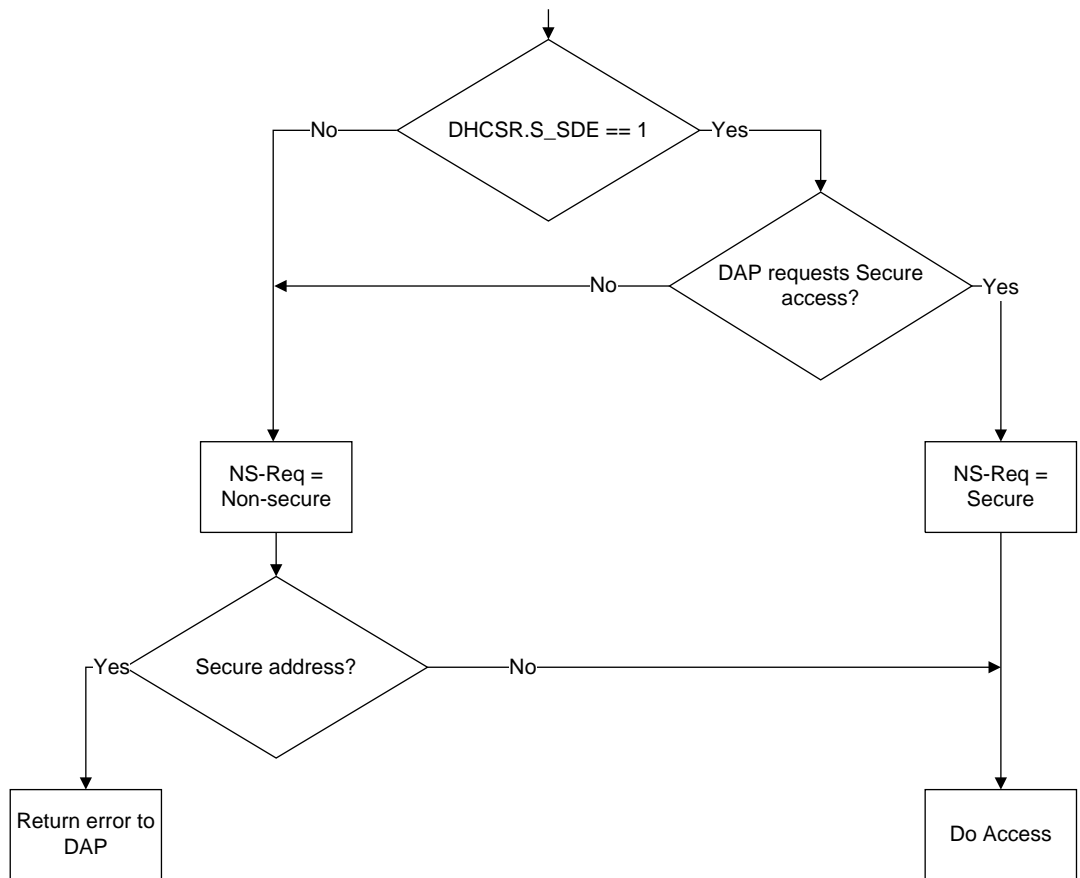 DHCSR.S_SDE == 1
No
Yes
DAP requests Secure
access?
No
Yes
NS-Req =
Non-secure
NS-Req =
Secure
Secure address?
Yes
No
Return error to
DAP
Do Access